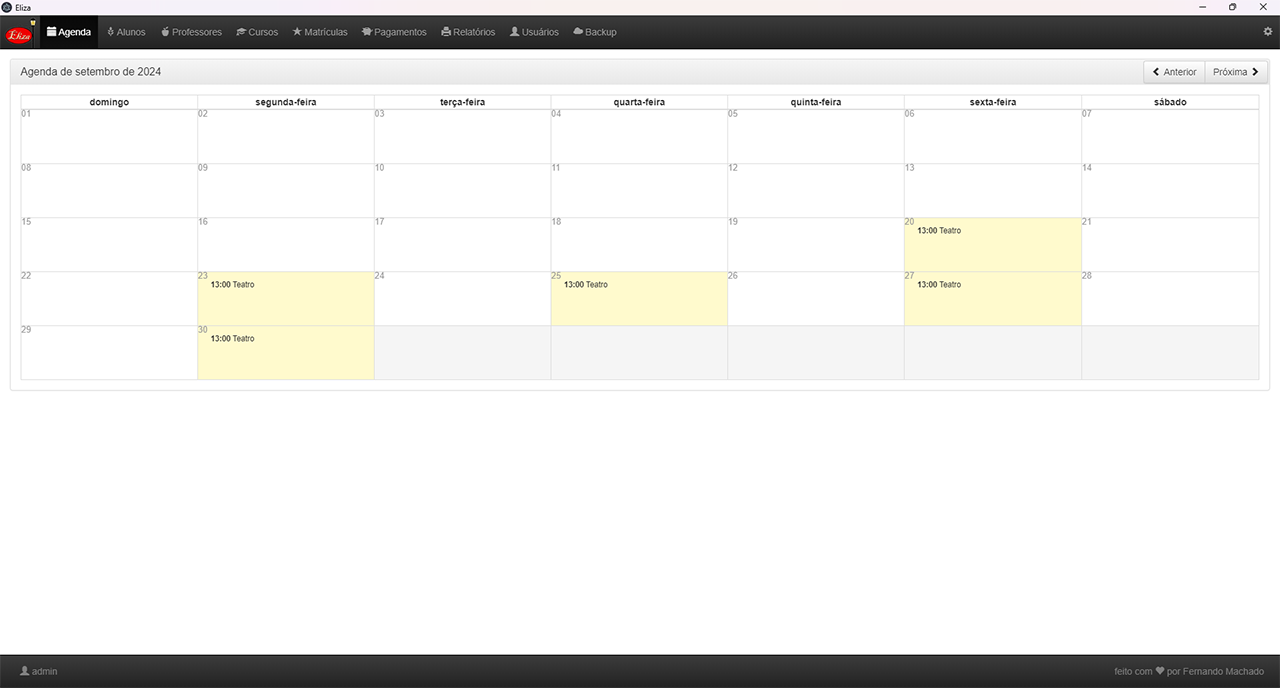 Eliza
Eliza Agenda Alunos Professores Cursos Matrículas Pagamentos Relatórios Usuários Backup
Agenda de setembro de 2024 Anterior Próxima
domingo segunda-feira terça-feira quarta-feira quinta-feira sexta-feira sábado
01 02 03 04 05 06 07
08 09 10 11 12 13 14
15 16 17 18 19 20 21
13:00 Teatro
22 23 24 25 26 27 28
13:00 Teatro 13:00 Teatro 13:00 Teatro
29 30
13:00 Teatro
admin feito com por Fernando Machado